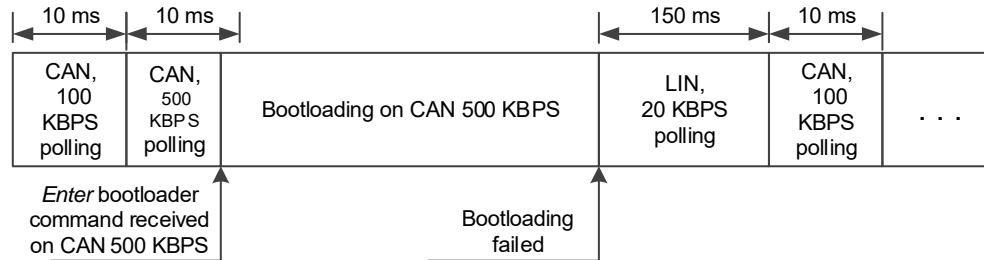 10 ms
10 ms
150 ms
10 ms
CAN,
100
KBPS
polling
CAN,
500
KBPS
polling
Bootloading on CAN 500 KBPS
LIN,
20 KBPS
polling
CAN,
100
KBPS
polling
. . .
Enter bootloader
command received
on CAN 500 KBPS
Bootloading
failed